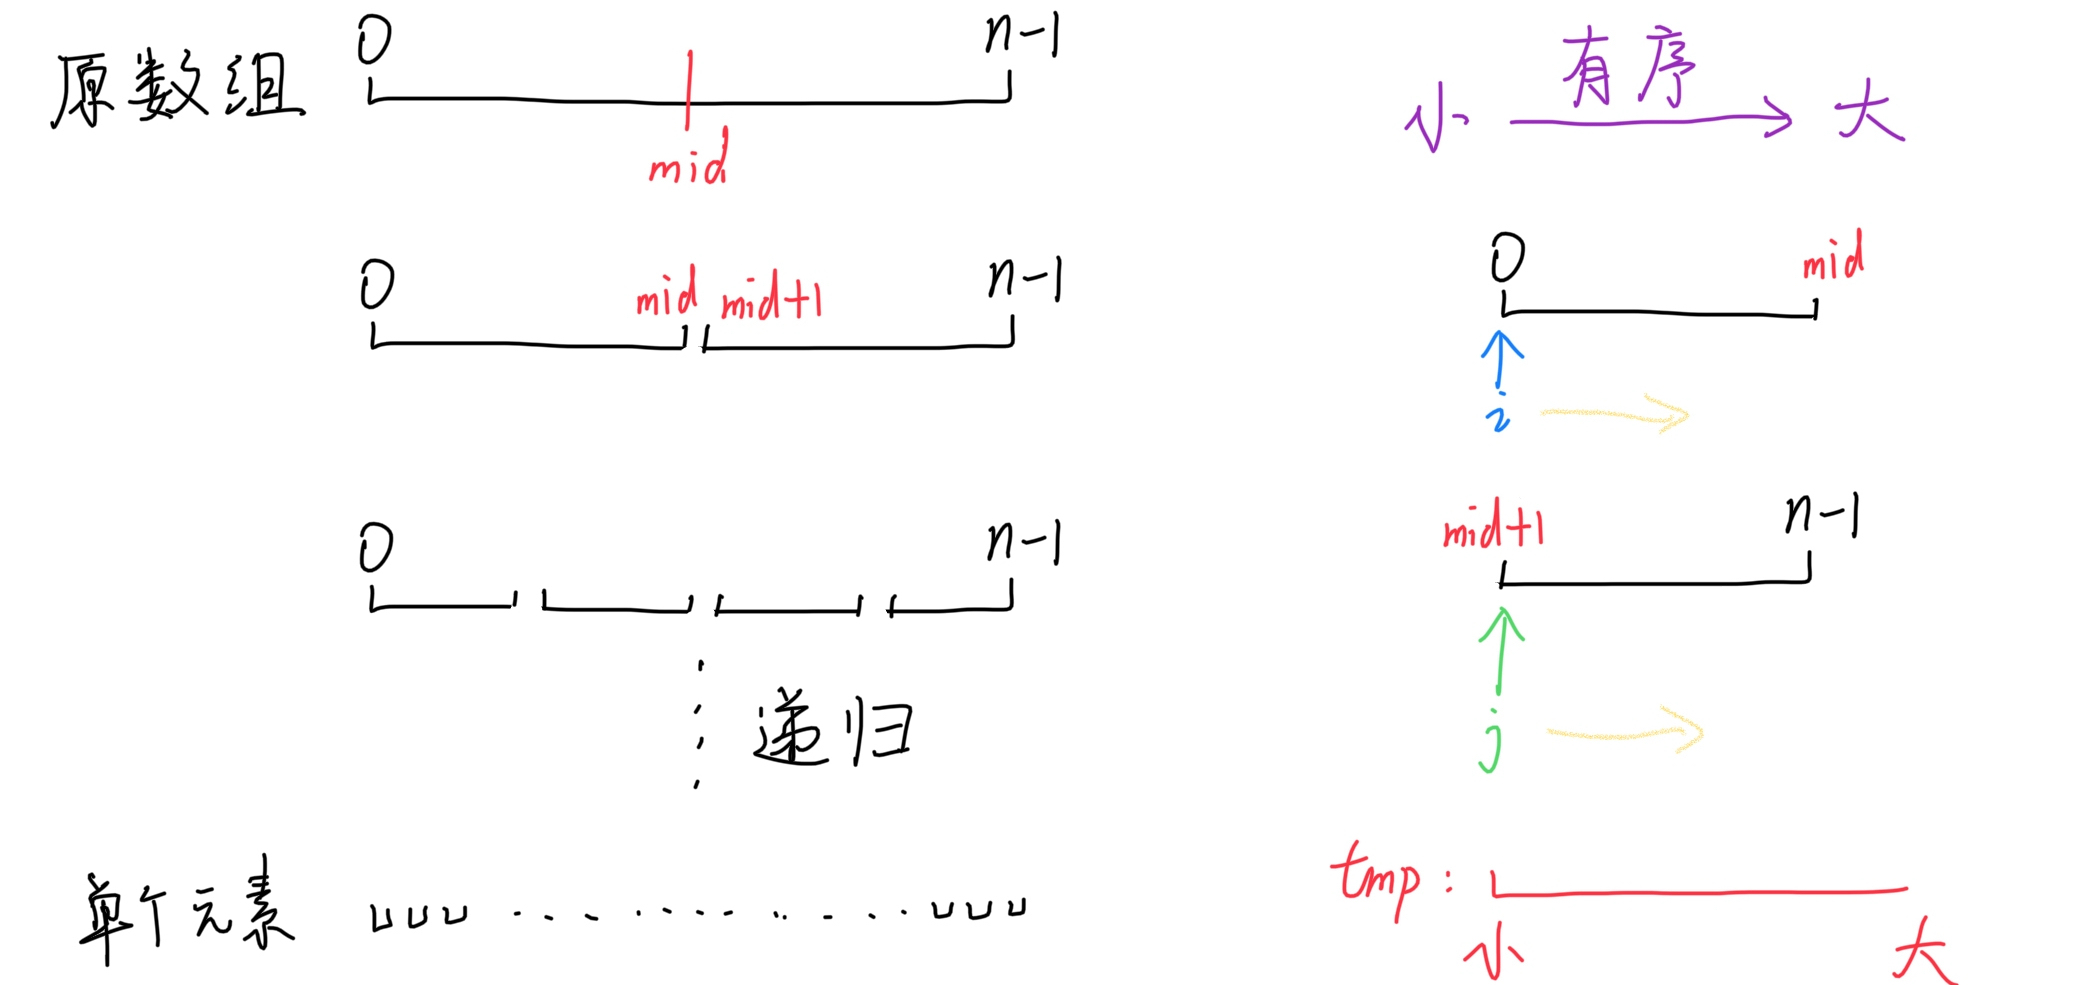 原数组
0 n-1
mid
0 mid mid+1 n-1
0 n-1
递归
单个元素
小 有序 大
0 mid
i
mid+1 n-1
j
tmp:
小 大